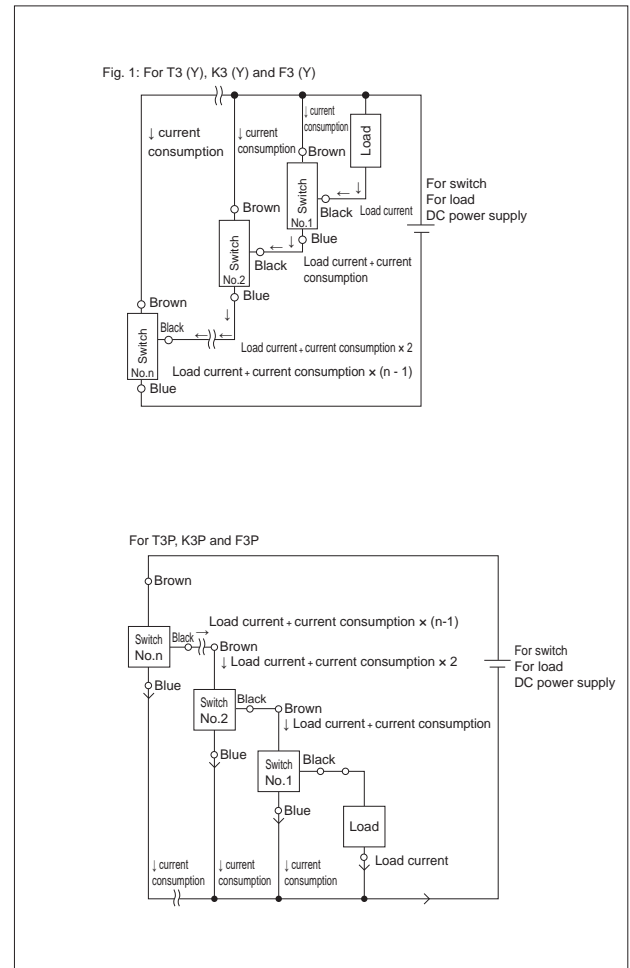 Fig. 1: For T3 (Y), K3 (Y) and F3 (Y)
↓ current
consumption
↓ current
consumption
↓ current
consumption
Load
Brown
Switch
No.1
Black
Load current
Blue
For switch
For load
DC power supply
Brown
Switch
No.2
Black
Load current + current
consumption
Blue
Brown
Switch
No.n
Black
Load current + current consumption × 2
Load current + current consumption × (n - 1)
Blue
For T3P, K3P and F3P
Brown
Switch
No.n
Black
Load current + current consumption × (n-1)
Brown
↓ Load current + current consumption × 2
Blue
Switch
No.2
Black
Brown
↓ Load current + current consumption
Blue
Switch
No.1
Black
Blue
Load
Load current
↓ current
consumption
↓ current
consumption
↓ current
consumption
For switch
For load
DC power supply